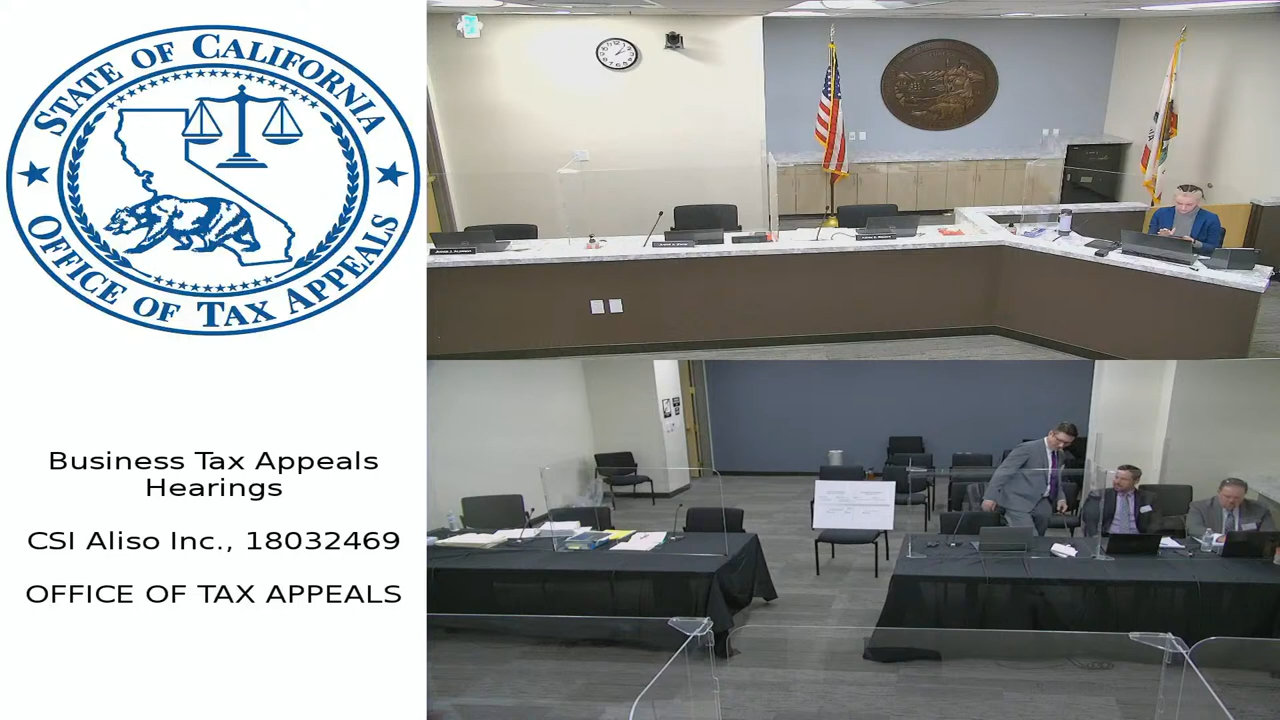 STATE OF CALIFORNIA
OFFICE OF TAX APPEALS
Business Tax Appeals
Hearings
CSI Aliso Inc., 18032469
OFFICE OF TAX APPEALS